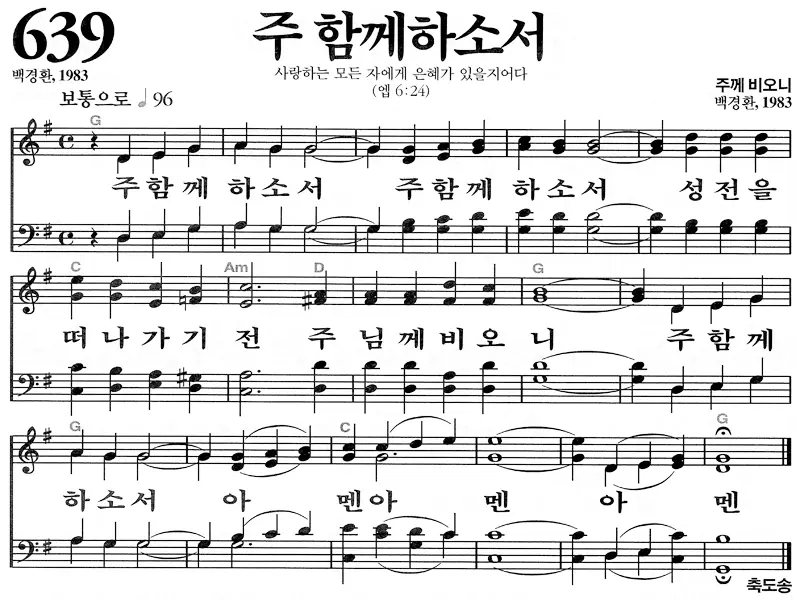 639
주 함께하소서
백경환, 1983
사랑하는 모든 자에게 은혜가 있을지어다
(엡 6:24)
주께 비오니
백경환, 1983
보통으로 ♩ 96
G
주 함 께 하 소 서 주 함 께 하 소 서 성 전 을
C Am D G
떠 나 가 기 전 주 님 께 비 오 니 주 함 께
G C G
하 소 서 아 멘 아 멘 아 멘
축도송